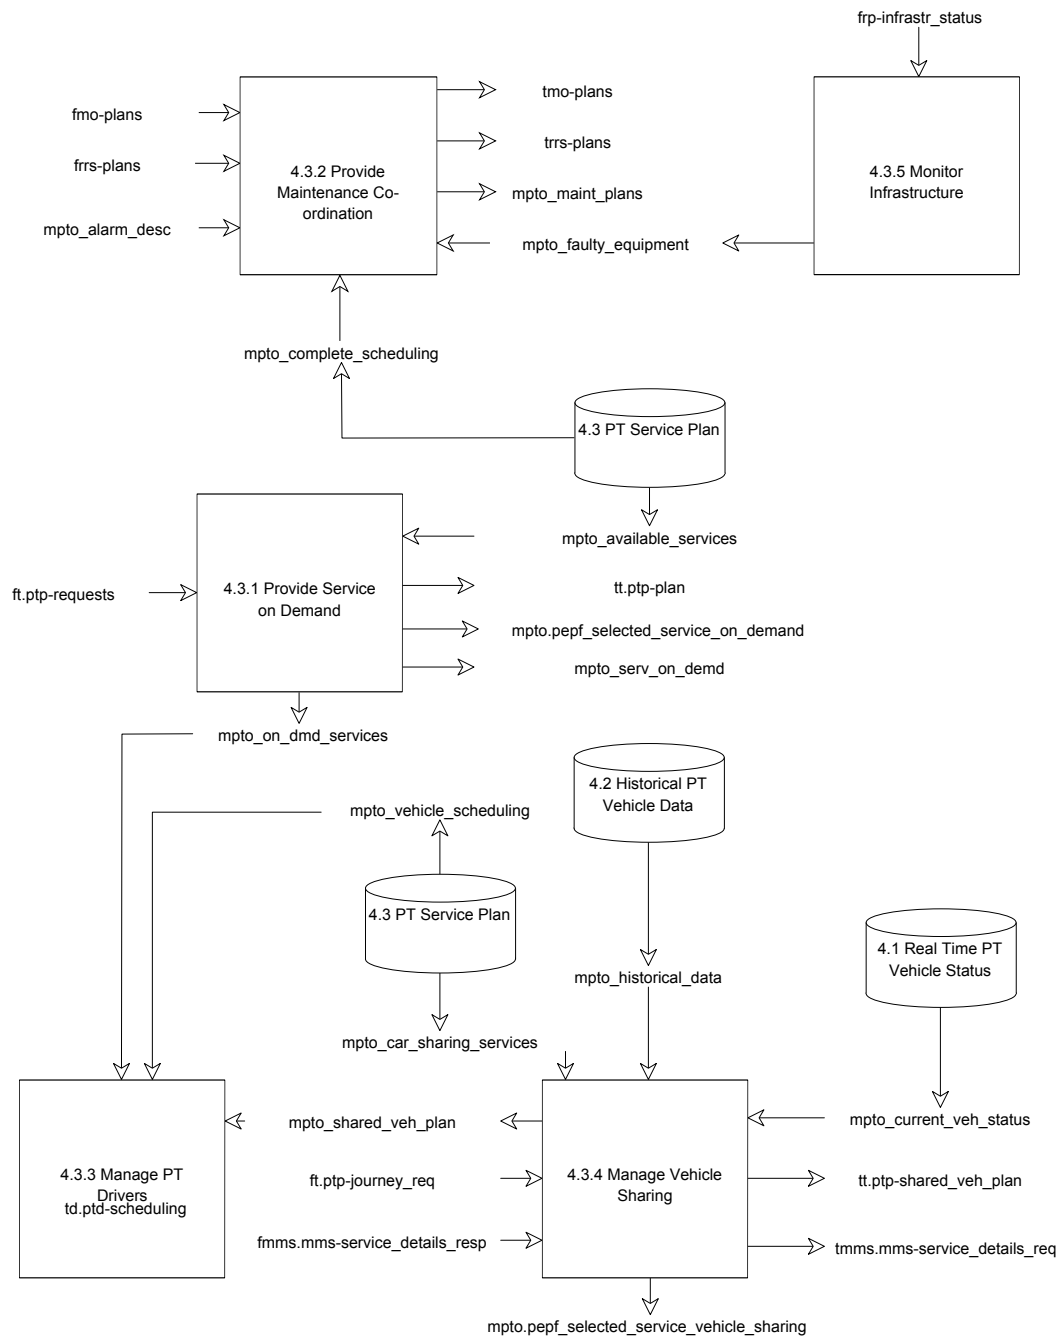 frp-infrastr_status
fmo-plans
frrs-plans
mpto_alarm_desc
4.3.2 Provide
Maintenance Co-
ordination
tmo-plans
trrs-plans
mpto_maint_plans
mpto_faulty_equipment
4.3.5 Monitor
Infrastructure
mpto_complete_scheduling
4.3 PT Service Plan
mpto_available_services
ft.ptp-requests
4.3.1 Provide Service
on Demand
tt.ptp-plan
mpto.pepf_selected_service_on_demand
mpto_serv_on_demd
mpto_on_dmd_services
4.2 Historical PT
Vehicle Data
mpto_vehicle_scheduling
4.3 PT Service Plan
4.1 Real Time PT
Vehicle Status
mpto_historical_data
mpto_car_sharing_services
mpto_shared_veh_plan
mpto_current_veh_status
4.3.3 Manage PT
Drivers
td.ptd-scheduling
ft.ptp-journey_req
4.3.4 Manage Vehicle
Sharing
tt.ptp-shared_veh_plan
fmms.mms-service_details_resp
tmms.mms-service_details_req
mpto.pepf_selected_service_vehicle_sharing